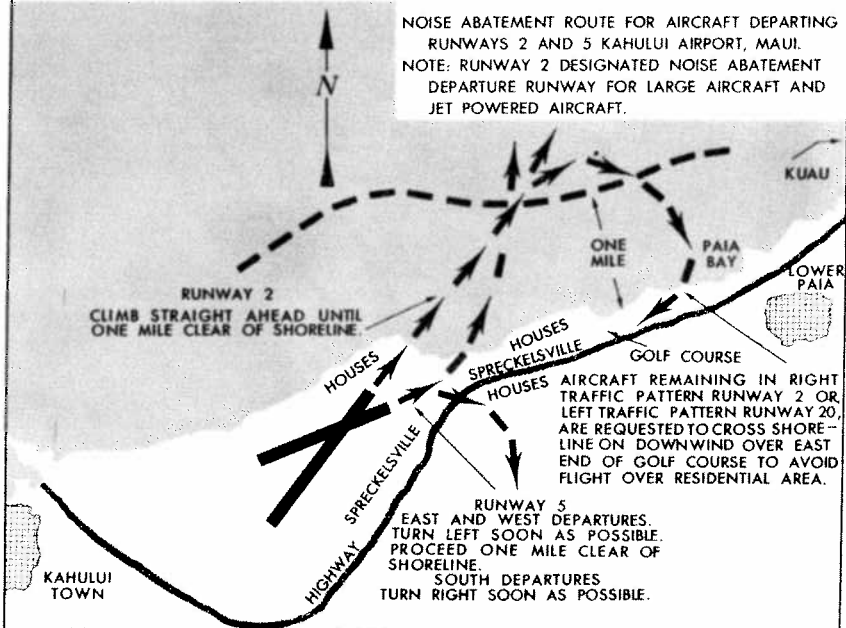 NOISE ABATEMENT ROUTE FOR AIRCRAFT DEPARTING
RUNWAYS 2 AND 5 KAHULUI AIRPORT, MAUI.
NOTE: RUNWAY 2 DESIGNATED NOISE ABATEMENT
DEPARTURE RUNWAY FOR LARGE AIRCRAFT AND
JET POWERED AIRCRAFT.
N
KUAU
ONE
MILE
PAIA
BAY
LOWER
PAIA
RUNWAY 2
CLIMB STRAIGHT AHEAD UNTIL
ONE MILE CLEAR OF SHORELINE.
HOUSES
HOUSES
SPRECKELSVILLE
HOUSES
GOLF COURSE
AIRCRAFT REMAINING IN RIGHT
TRAFFIC PATTERN RUNWAY 2 OR
LEFT TRAFFIC PATTERN RUNWAY 20,
ARE REQUESTED TO CROSS SHORE-
LINE ON DOWNWIND OVER EAST
END OF GOLF COURSE TO AVOID
FLIGHT OVER RESIDENTIAL AREA.
SPRECKELSVILLE
HIGHWAY
RUNWAY 5
EAST AND WEST DEPARTURES.
TURN LEFT SOON AS POSSIBLE.
PROCEED ONE MILE CLEAR OF
SHORELINE.
SOUTH DEPARTURES
TURN RIGHT SOON AS POSSIBLE.
KAHULUI
TOWN